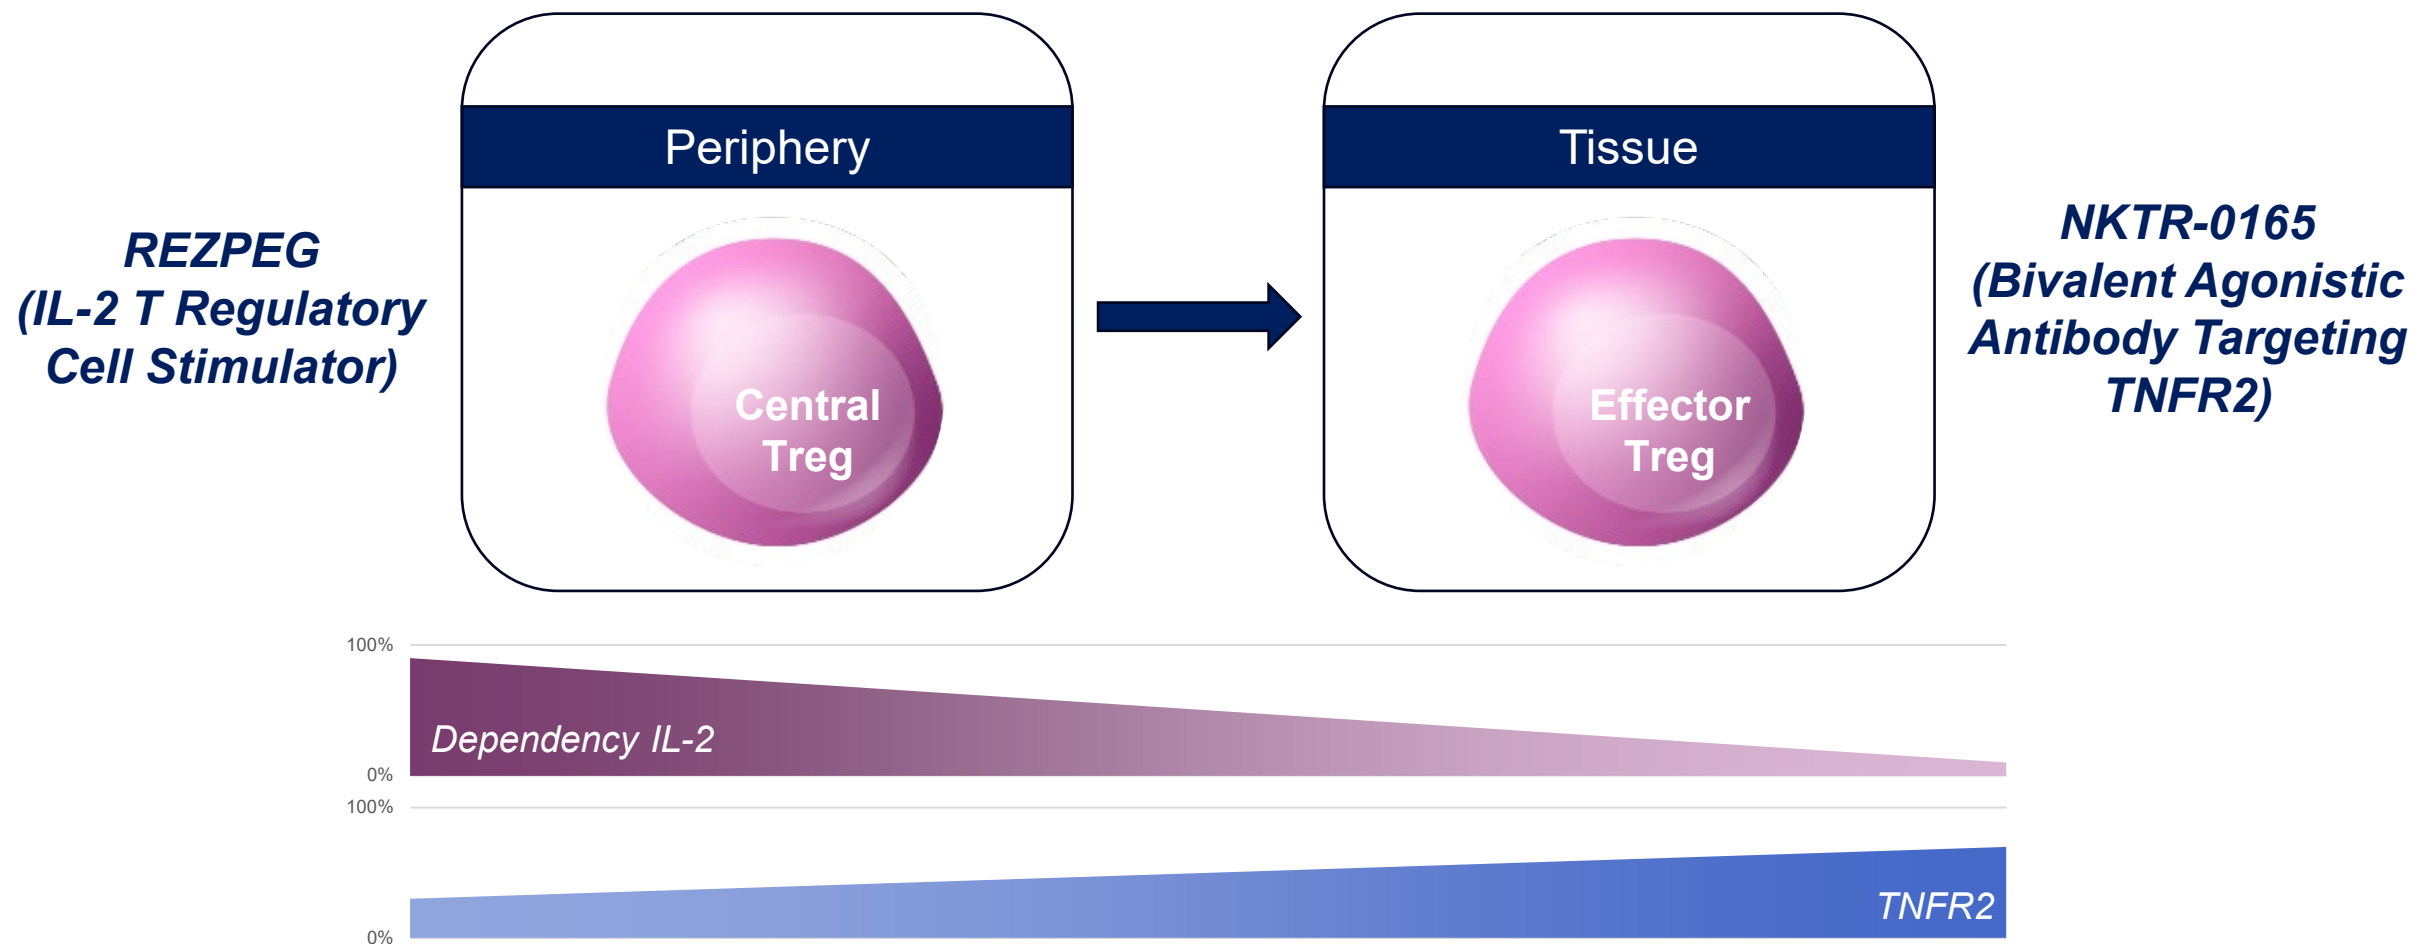 Periphery
Tissue
REZPEG
(IL-2 T Regulatory
Cell Stimulator)
Central
Treg
Effector
Treg
NKTR-0165
(Bivalent Agonistic
Antibody Targeting
TNFR2)
100%
Dependency IL-2
0%
100%
TNFR2
0%